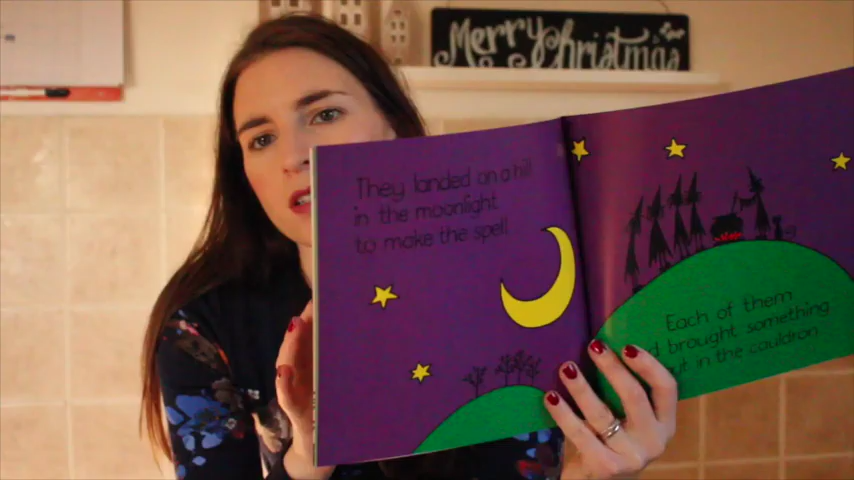 Merry Christmas
They landed on a hill
in the moonlight
to make the spell
Each of them
brought something
in the cauldron